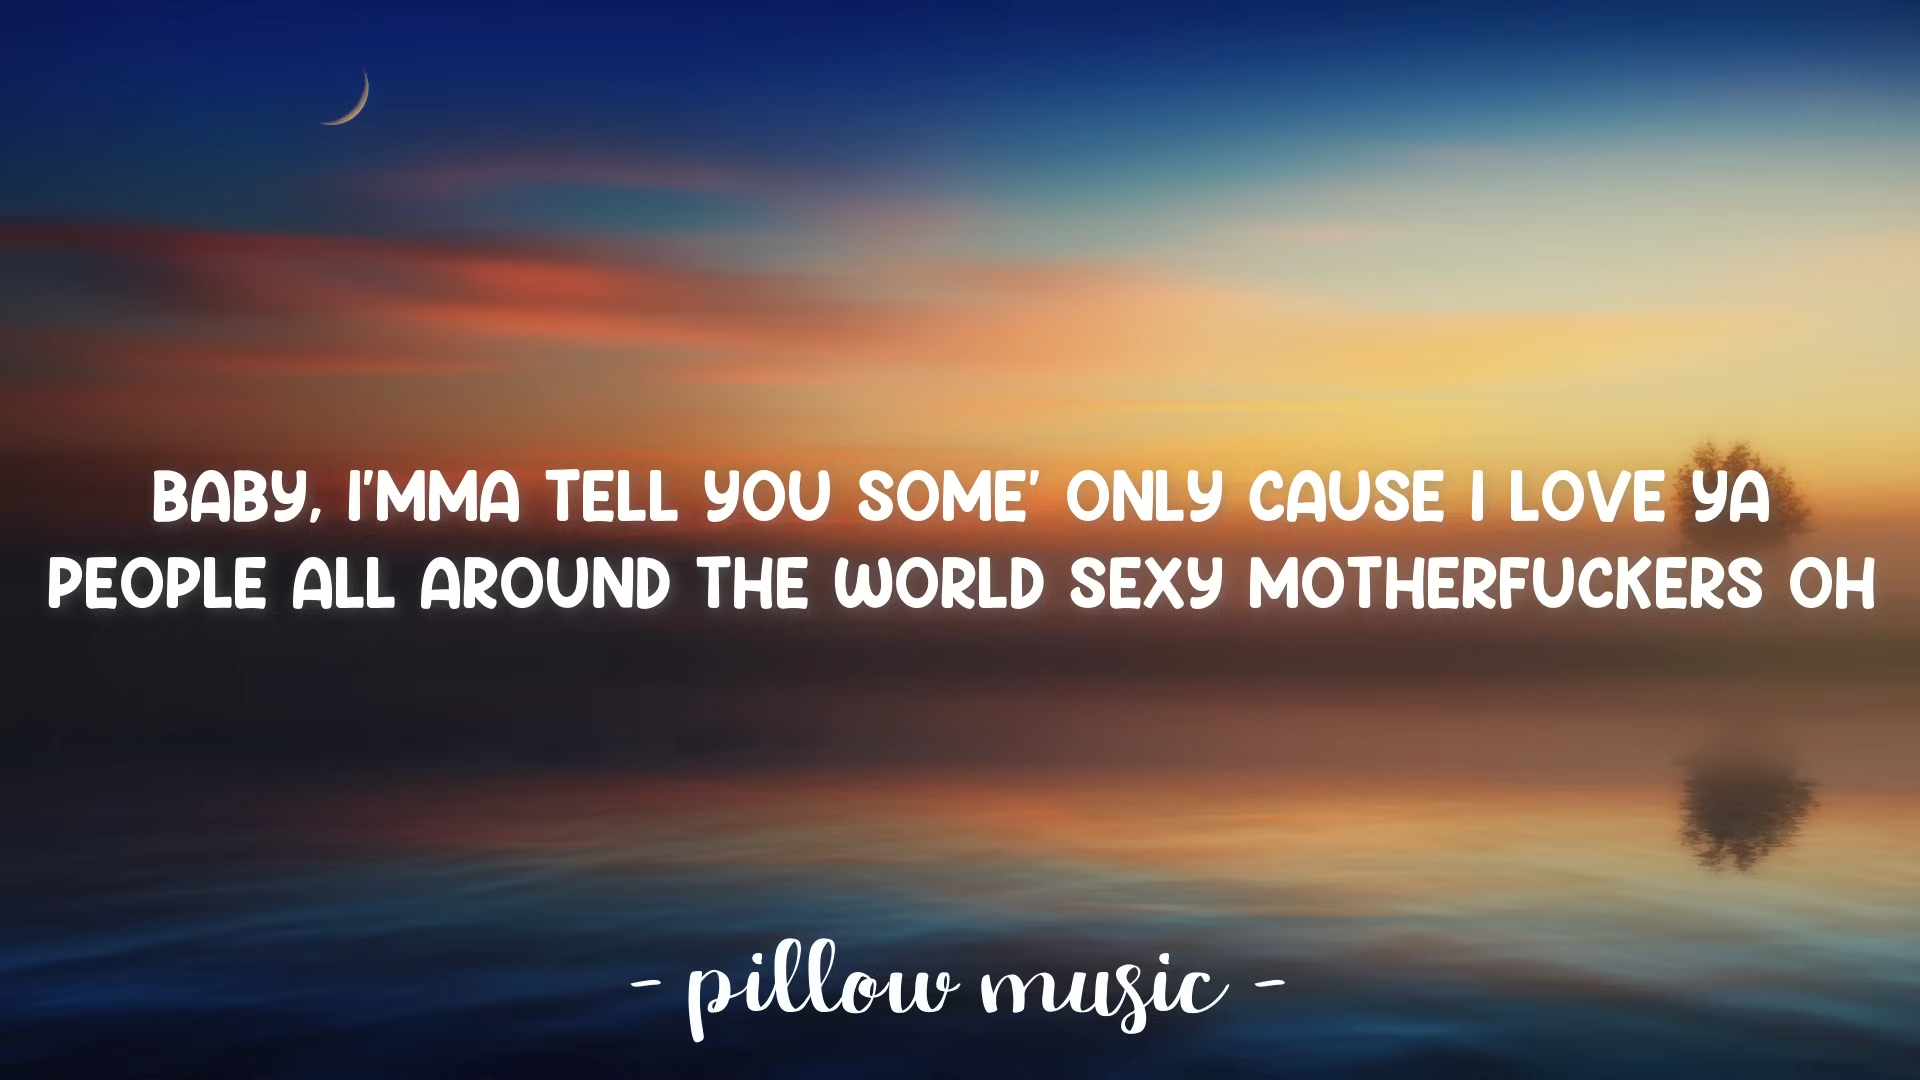 BABY, I'MMA TELL YOU SOME' ONLY CAUSE I LOVE YA
PEOPLE ALL AROUND THE WORLD SEXY MOTHERFUCKERS OH
- pillow music -